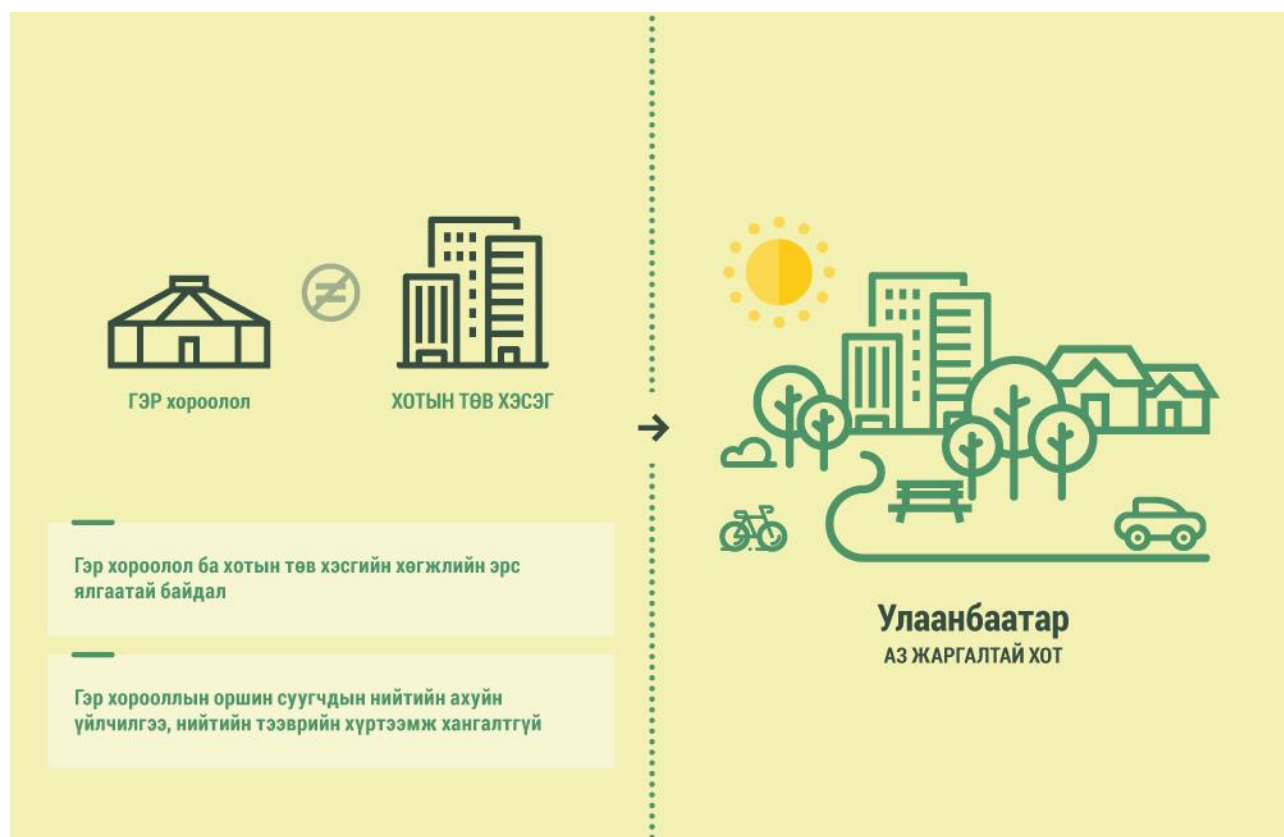 ГЭР хороолол
ХОТЫН ТӨВ ХЭСЭГ
Гэр хороолол ба хотын төв хэсгийн хөгжлийн эрс
ялгаатай байдал
Гэр хорооллын оршин суугчдын нийтийн ахуйн
үйлчилгээ, нийтийн тээврийн хүртээмж хангалтгүй
Улаанбаатар
АЗ ЖАРГАЛТАЙ ХОТ